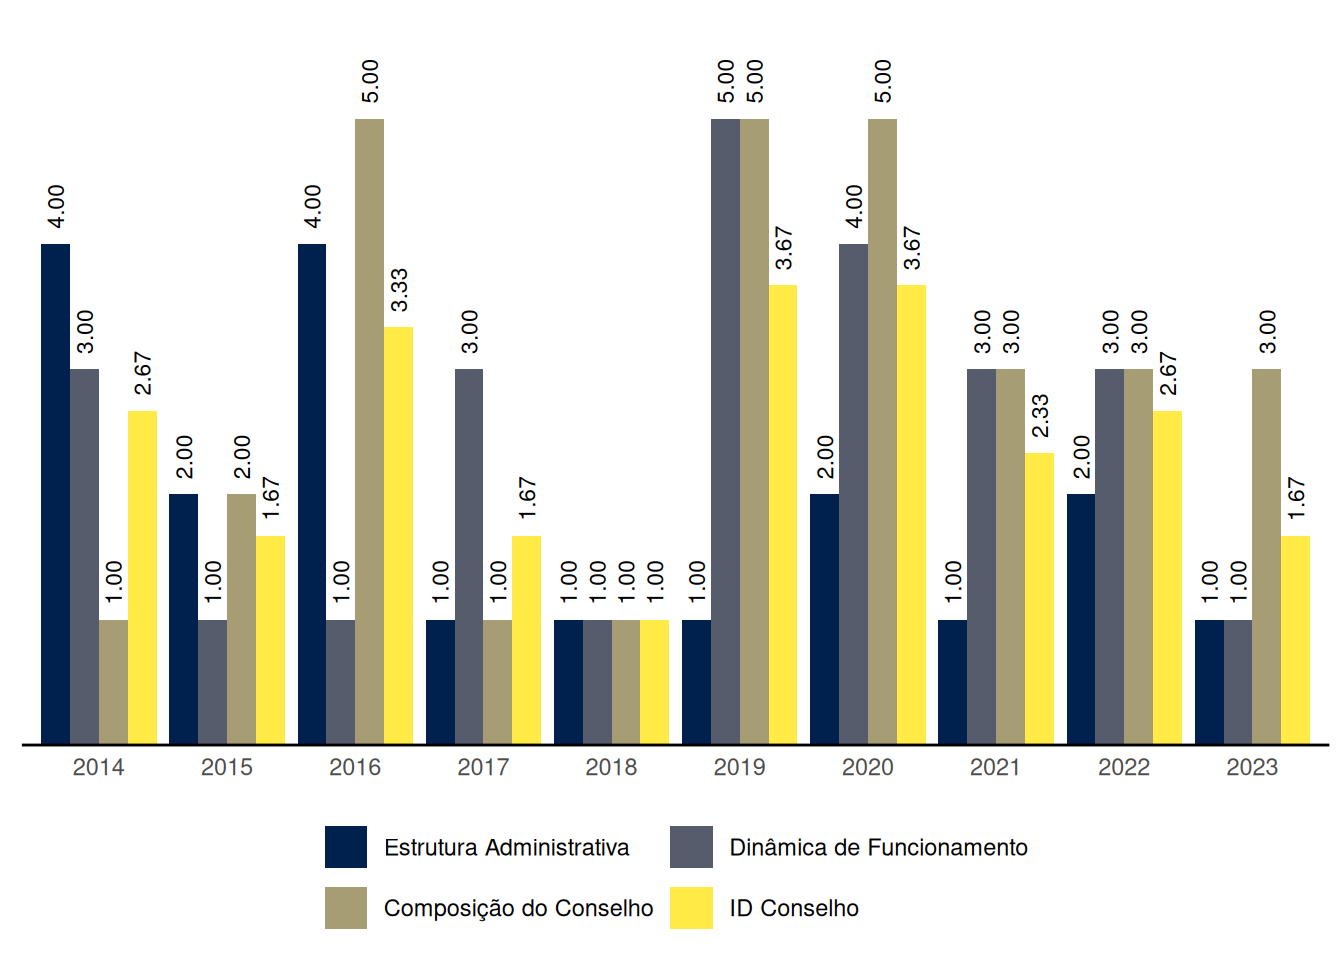 4.00 3.00 1.00 2.67
2.00 1.00 2.00 1.67
4.00 1.00 5.00 3.33
1.00 3.00 1.00 1.67
1.00 1.00 1.00 1.00
1.00 5.00 5.00 3.67
2.00 4.00 5.00 3.67
1.00 3.00 3.00 2.33
2.00 3.00 3.00 2.67
1.00 1.00 3.00 1.67
2014 2015 2016 2017 2018 2019 2020 2021 2022 2023
Estrutura Administrativa Dinâmica de Funcionamento
Composição do Conselho ID Conselho